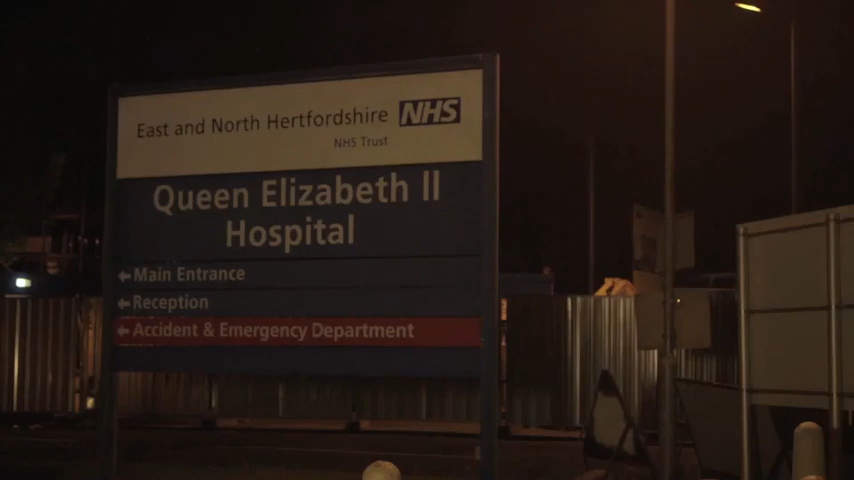 East and North Hertfordshire NHS
NHS Trust
Queen Elizabeth II
Hospital
←Main Entrance
←Reception
←Accident & Emergency Department